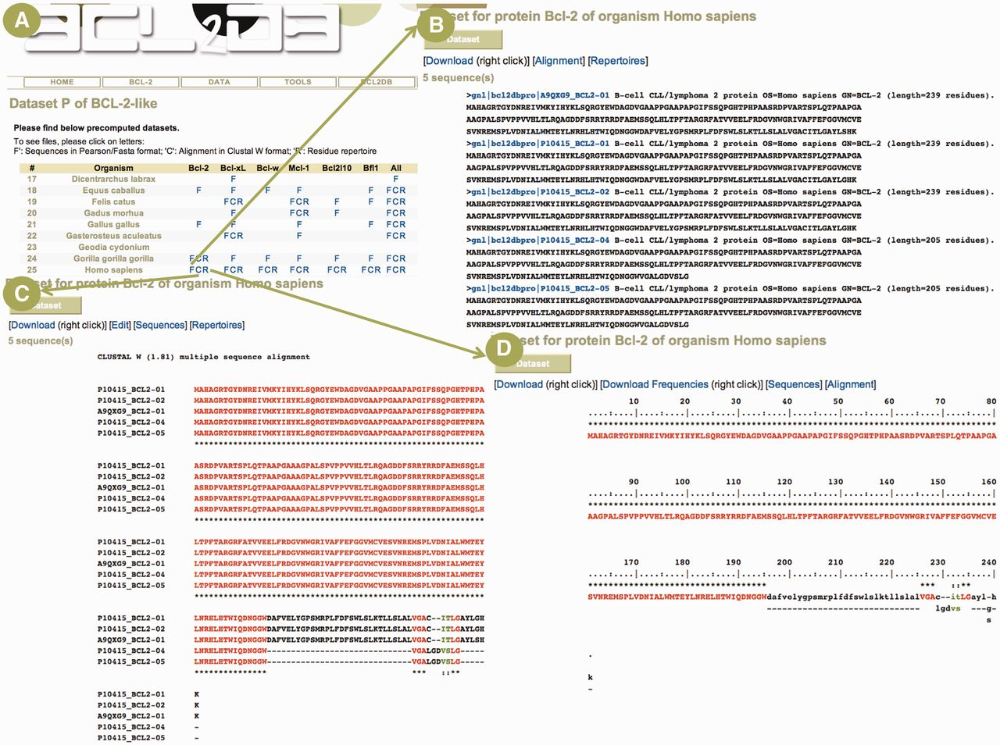 A
BCL2DB
HOME
BCL-2
DATA
TOOLS
BCL2DB
Dataset P of BCL-2-like
Please find below precomputed datasets.
To see files, please click on letters:
F': Sequences in Pearson/Fasta format; 'C': Alignment in Clustal W format; 'R': Residue repertoire
# Organism Bcl-2 Bcl-xL Bcl-w Mcl-1 Bcl2l10 Bfl1 All
17 Dicentrarchus labrax F F
18 Equus caballus F F F F F FCR
19 Felis catus FCR FCR F F FCR
20 Gadus morhua F FCR F FCR
21 Gallus gallus F F F F FCR
22 Gasterosteus aculeatus FCR F FCR
23 Geodia cydonium
24 Gorilla gorilla gorilla FCR F F F F F FCR
25 Homo sapiens FCR FCR FCR FCR FCR FCR FCR
B
set for protein Bcl-2 of organism Homo sapiens
Dataset
[Download (right click)] [Alignment] [Repertoires]
5 sequence(s)
>gnl|bcl2dbpro|A9QXG9_BCL2-01 B-cell CLL/lymphoma 2 protein OS=Homo sapiens GN=BCL-2 (length=239 residues).
MAHAGRTGYDNREIVMKYIHYKLSQRGYEWDAGDVGAAPPGAAPAPGIFSSQPGHTPHPAASRDPVARTSPLQTPAAPGA
AAGPALSPVPPVVHLTLRQAGDDFSRRYRRDFAEMSSQLHLTPFTARGRFATVVEELFRDGVNWGRIVAFFEFGGVMCVE
SVNREMSPLVDNIALWMTEYLNRHLHTWIQDNGGWDAFVELYGPSMRPLFDFSWLSLKTLLSLALVGACITLGAYLSHK
>gnl|bcl2dbpro|P10415_BCL2-01 B-cell CLL/lymphoma 2 protein OS=Homo sapiens GN=BCL-2 (length=239 residues).
MAHAGRTGYDNREIVMKYIHYKLSQRGYEWDAGDVGAAPPGAAPAPGIFSSQPGHTPHPAASRDPVARTSPLQTPAAPGA
AAGPALSPVPPVVHLTLRQAGDDFSRRYRRDFAEMSSQLHLTPFTARGRFATVVEELFRDGVNWGRIVAFFEFGGVMCVE
SVNREMSPLVDNIALWMTEYLNRHLHTWIQDNGGWDAFVELYGPSMRPLFDFSWLSLKTLLSLALVGACITLGAYLGHK
>gnl|bcl2dbpro|P10415_BCL2-02 B-cell CLL/lymphoma 2 protein OS=Homo sapiens GN=BCL-2 (length=239 residues).
MAHAGRTGYDNREIVMKYIHYKLSQRGYEWDAGDVGAAPPGAAPAPGIFSSQPGHTPHPAASRDPVARTSPLQTPAAPGA
AAGPALSPVPPVVHLTLRQAGDDFSRRYRRDFAEMSSQLHLTPFTARGRFATVVEELFRDGVNWGRIVAFFEFGGVMCVE
SVNREMSPLVDNIALWMTEYLNRHLHTWIQDNGGWDAFVELYGPSMRPLFDFSWLSLKTLLSLALVGACITLGAYLGHK
>gnl|bcl2dbpro|P10415_BCL2-04 B-cell CLL/lymphoma 2 protein OS=Homo sapiens GN=BCL-2 (length=205 residues).
MAHAGRTGYDNREIVMKYIHYKLSQRGYEWDAGDVGAAPPGAAPAPGIFSSQPGHTPHPAASRDPVARTSPLQTPAAPGA
AAGPALSPVPPVVHLTLRQAGDDFSRRYRRDFAEMSSQLHLTPFTARGRFATVVEELFRDGVNWGRIVAFFEFGGVMCVE
SVNREMSPLVDNIALWMTEYLNRHLHTWIQDNGGWVGALGDVSLG
>gnl|bcl2dbpro|P10415_BCL2-05 B-cell CLL/lymphoma 2 protein OS=Homo sapiens GN=BCL-2 (length=205 residues).
MAHAGRTGYDNREIVMKYIHYKLSQRGYEWDAGDVGAAPPGAAPAPGIFSSQPGHTPHPAASRDPVARTSPLQTPAAPGA
AAGPALSPVPPVVHLTLRQAGDDFSRRYRRDFAEMSSQLHLTPFTARGRFATVVEELFRDGVNWGRIVAFFEFGGVMCVE
SVNREMSPLVDNIALWMTEYLNRHLHTWIQDNGGWVGALGDVSLG
C
set for protein Bcl-2 of organism Homo sapiens
Dataset
[Download (right click)] [Edit] [Sequences] [Repertoires]
5 sequence(s)
CLUSTAL W (1.81) multiple sequence alignment
P10415_BCL2-01 MAHAGRTGYDNREIVMKYIHYKLSQRGYEWDAGDVGAAPPGAAPAPGIFSSQPGHTPHPA
P10415_BCL2-02 MAHAGRTGYDNREIVMKYIHYKLSQRGYEWDAGDVGAAPPGAAPAPGIFSSQPGHTPHPA
A9QXG9_BCL2-01 MAHAGRTGYDNREIVMKYIHYKLSQRGYEWDAGDVGAAPPGAAPAPGIFSSQPGHTPHPA
P10415_BCL2-04 MAHAGRTGYDNREIVMKYIHYKLSQRGYEWDAGDVGAAPPGAAPAPGIFSSQPGHTPHPA
P10415_BCL2-05 MAHAGRTGYDNREIVMKYIHYKLSQRGYEWDAGDVGAAPPGAAPAPGIFSSQPGHTPHPA
************************************************************
P10415_BCL2-01 ASRDPVARTSPLQTPAAPGAAAGPALSPVPPVVHLTLRQAGDDFSRRYRRDFAEMSSQLH
P10415_BCL2-02 ASRDPVARTSPLQTPAAPGAAAGPALSPVPPVVHLTLRQAGDDFSRRYRRDFAEMSSQLH
A9QXG9_BCL2-01 ASRDPVARTSPLQTPAAPGAAAGPALSPVPPVVHLTLRQAGDDFSRRYRRDFAEMSSQLH
P10415_BCL2-04 ASRDPVARTSPLQTPAAPGAAAGPALSPVPPVVHLTLRQAGDDFSRRYRRDFAEMSSQLH
P10415_BCL2-05 ASRDPVARTSPLQTPAAPGAAAGPALSPVPPVVHLTLRQAGDDFSRRYRRDFAEMSSQLH
************************************************************
P10415_BCL2-01 LTPFTARGRFATVVEELFRDGVNWGRIVAFFEFGGVMCVESVNREMSPLVDNIALWMTEY
P10415_BCL2-02 LTPFTARGRFATVVEELFRDGVNWGRIVAFFEFGGVMCVESVNREMSPLVDNIALWMTEY
A9QXG9_BCL2-01 LTPFTARGRFATVVEELFRDGVNWGRIVAFFEFGGVMCVESVNREMSPLVDNIALWMTEY
P10415_BCL2-04 LTPFTARGRFATVVEELFRDGVNWGRIVAFFEFGGVMCVESVNREMSPLVDNIALWMTEY
P10415_BCL2-05 LTPFTARGRFATVVEELFRDGVNWGRIVAFFEFGGVMCVESVNREMSPLVDNIALWMTEY
************************************************************
P10415_BCL2-01 LNRHLHTWIQDNGGWDAFVELYGPSMRPLFDFSWLSLKTLLSLALVGAC--ITLGAYLGH
P10415_BCL2-02 LNRHLHTWIQDNGGWDAFVELYGPSMRPLFDFSWLSLKTLLSLALVGAC--ITLGAYLGH
A9QXG9_BCL2-01 LNRHLHTWIQDNGGWDAFVELYGPSMRPLFDFSWLSLKTLLSLALVGAC--ITLGAYLSH
P10415_BCL2-04 LNRHLHTWIQDNGGW------------------------------VGALGDVSLG-----
P10415_BCL2-05 LNRHLHTWIQDNGGW------------------------------VGALGDVSLG-----
*************** *** ::**
P10415_BCL2-01 K
P10415_BCL2-02 K
A9QXG9_BCL2-01 K
P10415_BCL2-04 -
P10415_BCL2-05 -
D
set for protein Bcl-2 of organism Homo sapiens
Dataset
[Download (right click)] [Download Frequencies (right click)] [Sequences] [Alignment]
10 20 30 40 50 60 70 80
....:....|....:....|....:....|....:....|....:....|....:....|....:....|....:....|
********************************************************************************
MAHAGRTGYDNREIVMKYIHYKLSQRGYEWDAGDVGAAPPGAAPAPGIFSSQPGHTPHPAASRDPVARTSPLQTPAAPGA
90 100 110 120 130 140 150 160
....:....|....:....|....:....|....:....|....:....|....:....|....:....|....:....|
********************************************************************************
AAGPALSPVPPVVHLTLRQAGDDFSRRYRRDFAEMSSQLHLTPFTARGRFATVVEELFRDGVNWGRIVAFFEFGGVMCVE
170 180 190 200 210 220 230 240
....:....|....:....|....:....|....:....|....:....|....:....|....:....|....:....|
*********************************** *** ::**
SVNREMSPLVDNIALWMTEYLNRHLHTWIQDNGGWdafvelygpsmrplfdfswlslktllslalVGAc--itLGayl-h
------------------------------ lgdvs ---g-
s
.
k
-